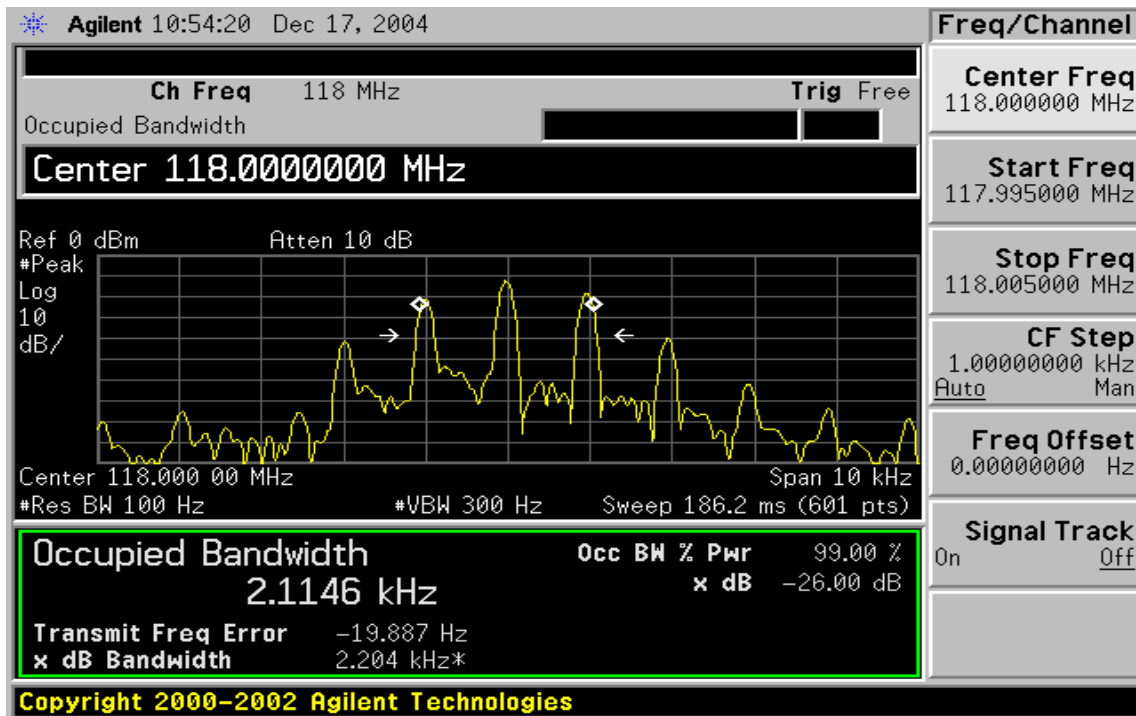 Agilent 10:54:20 Dec 17, 2004
Ch Freq 118 MHz Trig Free
Occupied Bandwidth
Center 118.0000000 MHz
Ref 0 dBm Atten 10 dB
#Peak
Log
10
dB/
Center 118.000 00 MHz Span 10 kHz
#Res BW 100 Hz #VBW 300 Hz Sweep 186.2 ms (601 pts)
Occupied Bandwidth
2.1146 kHz
Occ BW % Pwr 99.00 %
x dB -26.00 dB
Transmit Freq Error -19.887 Hz
x dB Bandwidth 2.204 kHz*
Copyright 2000-2002 Agilent Technologies
Freq/Channel
Center Freq
118.000000 MHz
Start Freq
117.995000 MHz
Stop Freq
118.005000 MHz
CF Step
1.00000000 kHz
Auto Man
Freq Offset
0.00000000 Hz
Signal Track
On Off